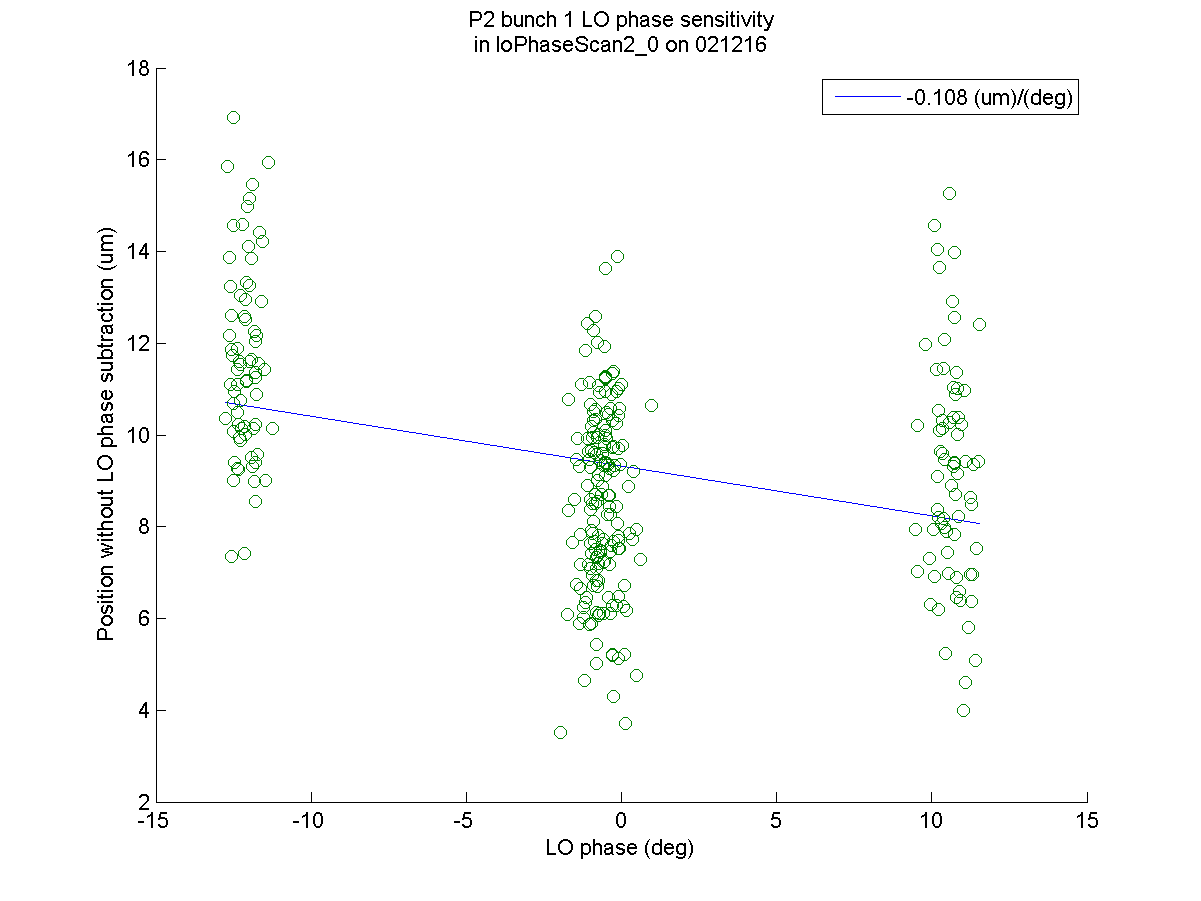 P2 bunch 1 LO phase sensitivity
in loPhaseScan2_0 on 021216
-0.108 (um)/(deg)
Position without LO phase subtraction (um)
18
16
14
12
10
8
6
4
2
-15 -10 -5 0 5 10 15
LO phase (deg)